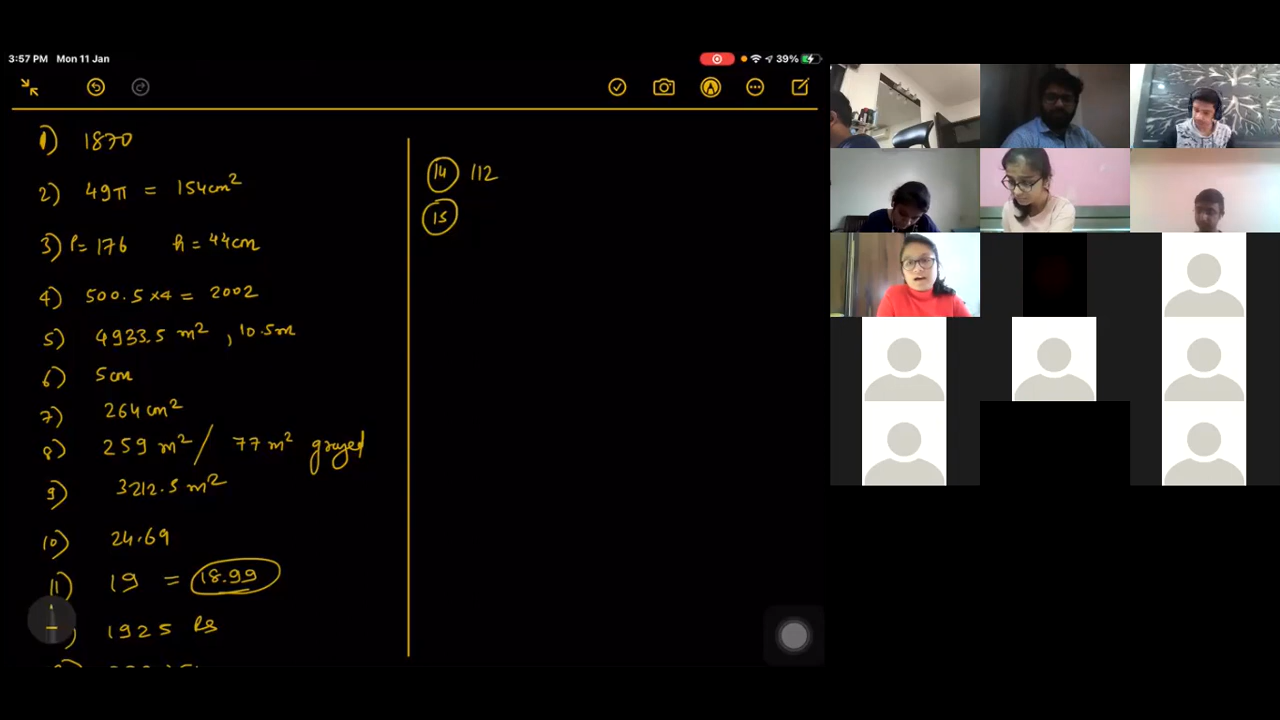 3:57 PM Mon 11 Jan
39%
1) 1870
2) 49π = 154cm²
3) P= 176 h = 44cm
4) 500.5 x4 = 2002
5) 4933.5 m² , 10.5m
6) 5cm
7) 264 cm²
8) 259 m² / 77 m² grazed
9) 3212.5 m²
10) 24.69
11) 19 = 18.99
) 1925 Rs
14 112
15